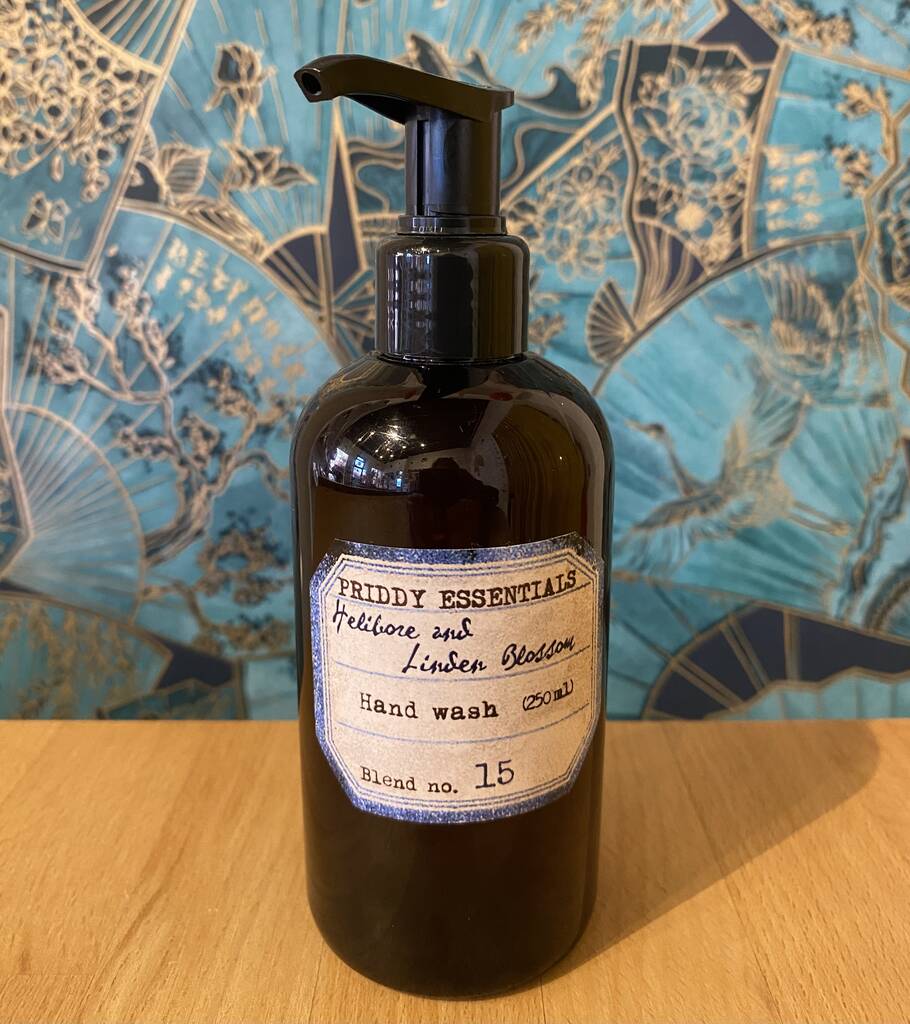 PRIDDY ESSENTIALS
Helibore and
Linden Blossom
Hand wash (250ml)
Blend no. 15